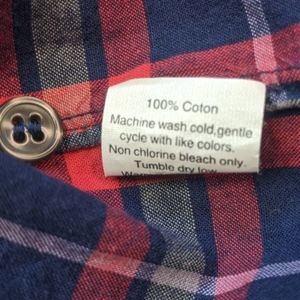 100% Coton
Machine wash cold,gentle
cycle with like colors.
Non chlorine bleach only.
Tumble dry low